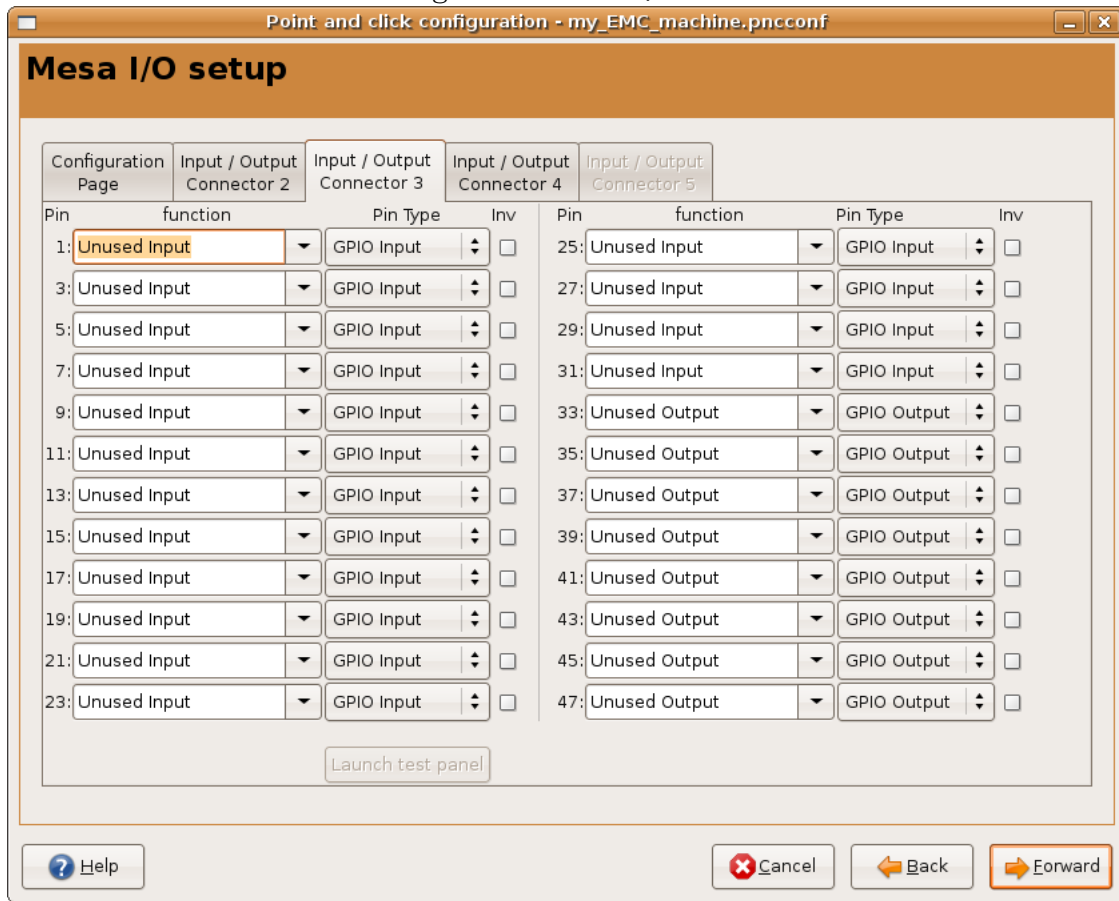 Point and click configuration - my_EMC_machine.pncconf
Mesa I/O setup
Configuration Page
Input / Output Connector 2
Input / Output Connector 3
Input / Output Connector 4
Input / Output Connector 5
Pin function Pin Type Inv Pin function Pin Type Inv
1: Unused Input GPIO Input 25: Unused Input GPIO Input
3: Unused Input GPIO Input 27: Unused Input GPIO Input
5: Unused Input GPIO Input 29: Unused Input GPIO Input
7: Unused Input GPIO Input 31: Unused Input GPIO Input
9: Unused Input GPIO Input 33: Unused Output GPIO Output
11: Unused Input GPIO Input 35: Unused Output GPIO Output
13: Unused Input GPIO Input 37: Unused Output GPIO Output
15: Unused Input GPIO Input 39: Unused Output GPIO Output
17: Unused Input GPIO Input 41: Unused Output GPIO Output
19: Unused Input GPIO Input 43: Unused Output GPIO Output
21: Unused Input GPIO Input 45: Unused Output GPIO Output
23: Unused Input GPIO Input 47: Unused Output GPIO Output
Launch test panel
Help Cancel Back Forward